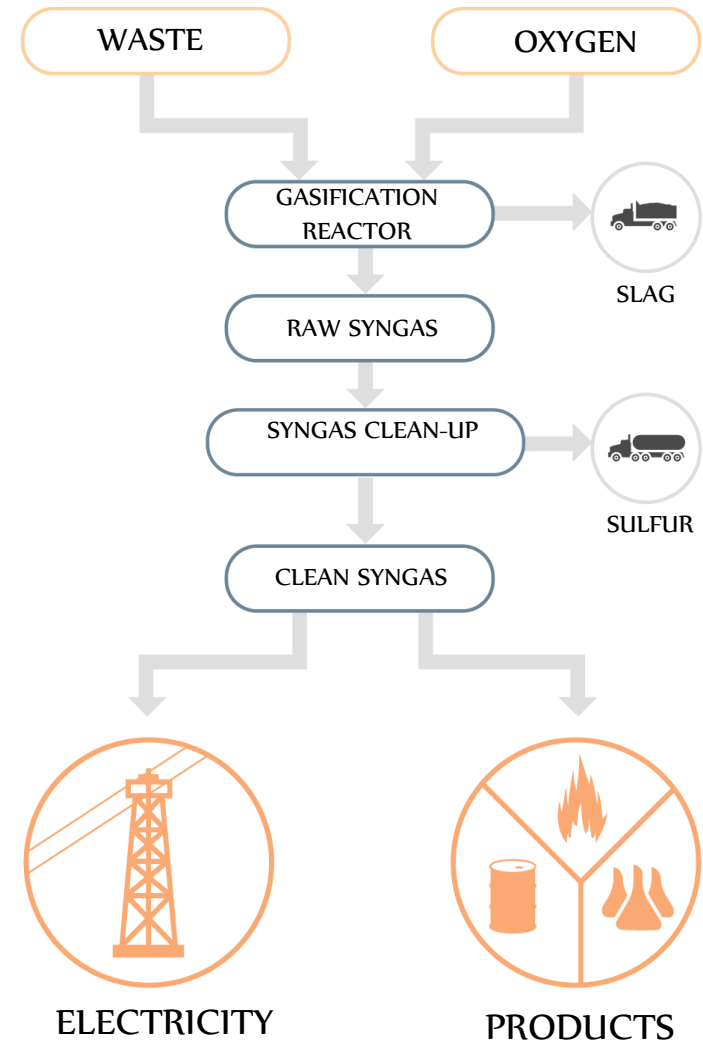 WASTE
OXYGEN
GASIFICATION
REACTOR
SLAG
RAW SYNGAS
SYNGAS CLEAN-UP
SULFUR
CLEAN SYNGAS
ELECTRICITY
PRODUCTS